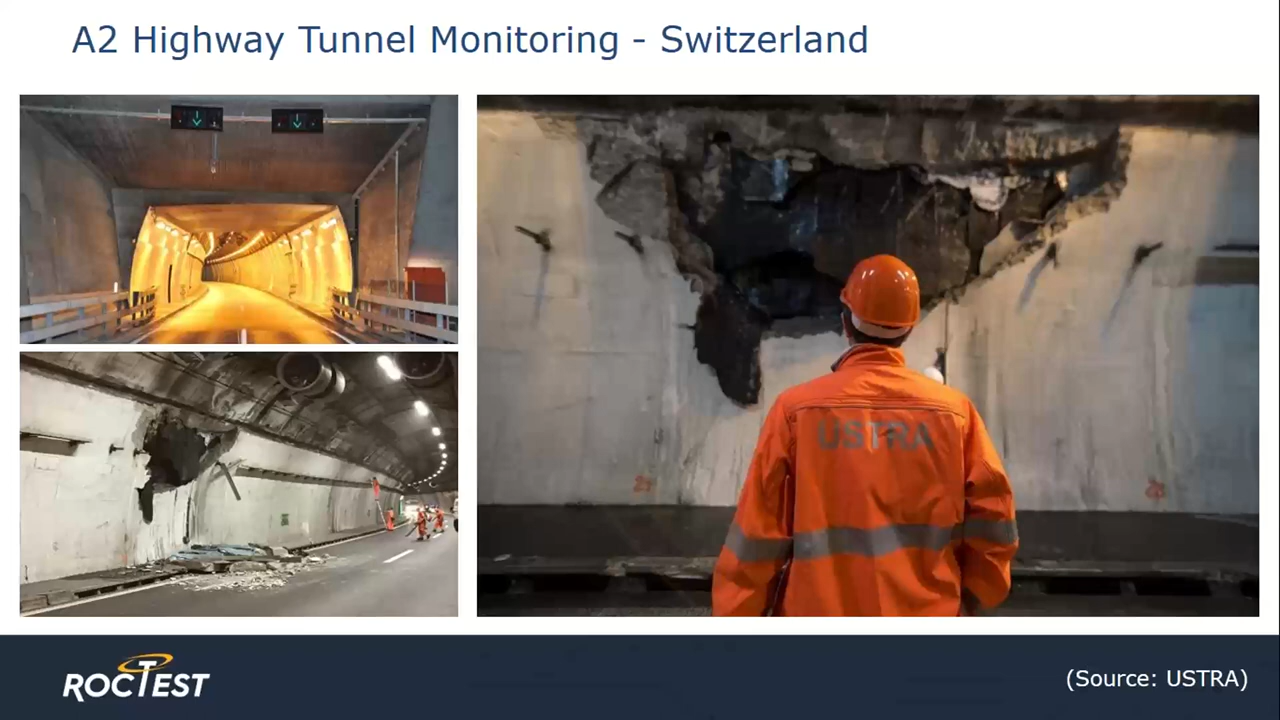 A2 Highway Tunnel Monitoring - Switzerland
USTRA
ROCTEST
(Source: USTRA)